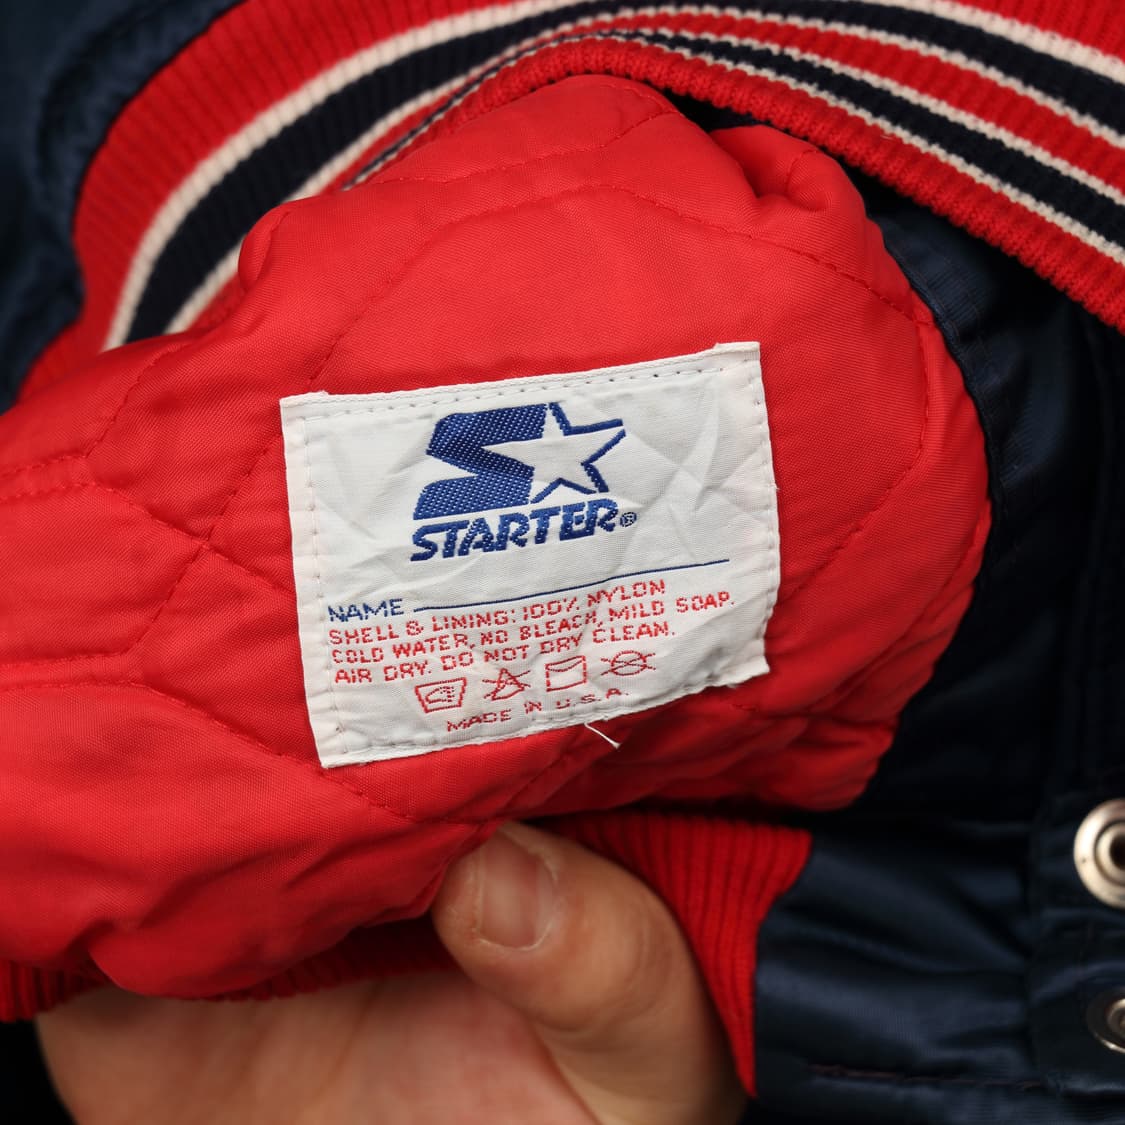 STARTER®
NAME
SHELL & LINING: 100% NYLON
COLD WATER, NO BLEACH, MILD SOAP.
AIR DRY. DO NOT DRY CLEAN.
MADE IN U.S.A.